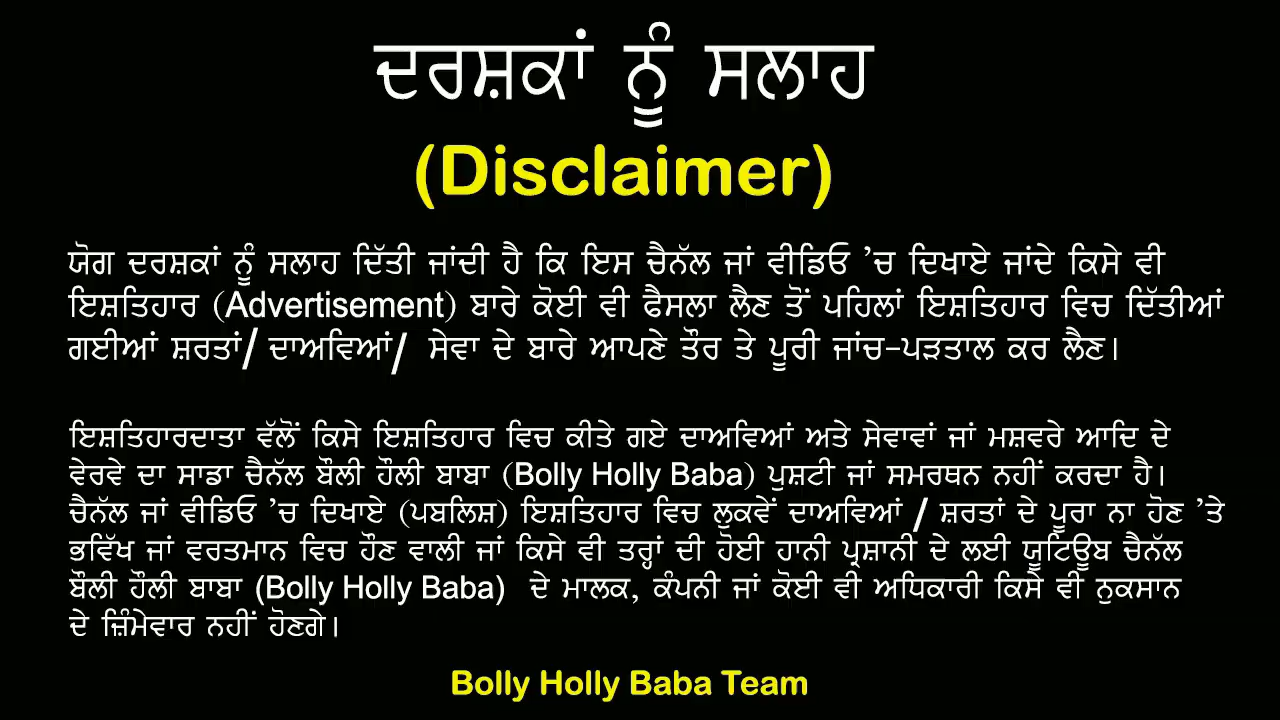 ਦਰਸ਼ਕਾਂ ਨੂੰ ਸਲਾਹ
(Disclaimer)
ਯੋਗ ਦਰਸ਼ਕਾਂ ਨੂੰ ਸਲਾਹ ਦਿੱਤੀ ਜਾਂਦੀ ਹੈ ਕਿ ਇਸ ਚੈਨੱਲ ਜਾਂ ਵੀਡਿਓ ’ਚ ਦਿਖਾਏ ਜਾਂਦੇ ਕਿਸੇ ਵੀ
ਇਸ਼ਤਿਹਾਰ (Advertisement) ਬਾਰੇ ਕੋਈ ਵੀ ਫੈਸਲਾ ਲੈਣ ਤੋਂ ਪਹਿਲਾਂ ਇਸ਼ਤਿਹਾਰ ਵਿਚ ਦਿੱਤੀਆਂ
ਗਈਆਂ ਸ਼ਰਤਾਂ/ ਦਾਅਵਿਆਂ/ ਸੇਵਾ ਦੇ ਬਾਰੇ ਆਪਣੇ ਤੌਰ ਤੇ ਪੂਰੀ ਜਾਂਚ-ਪੜਤਾਲ ਕਰ ਲੈਣ।
ਇਸ਼ਤਿਹਾਰਦਾਤਾ ਵੱਲੋਂ ਕਿਸੇ ਇਸ਼ਤਿਹਾਰ ਵਿਚ ਕੀਤੇ ਗਏ ਦਾਅਵਿਆਂ ਅਤੇ ਸੇਵਾਵਾਂ ਜਾਂ ਮਸ਼ਵਰੇ ਆਦਿ ਦੇ
ਵੇਰਵੇ ਦਾ ਸਾਡਾ ਚੈਨੱਲ ਬੌਲੀ ਹੌਲੀ ਬਾਬਾ (Bolly Holly Baba) ਪੁਸ਼ਟੀ ਜਾਂ ਸਮਰਥਨ ਨਹੀਂ ਕਰਦਾ ਹੈ।
ਚੈਨੱਲ ਜਾਂ ਵੀਡਿਓ ’ਚ ਦਿਖਾਏ (ਪਬਲਿਸ਼) ਇਸ਼ਤਿਹਾਰ ਵਿਚ ਲੁਕਵੇਂ ਦਾਅਵਿਆਂ / ਸ਼ਰਤਾਂ ਦੇ ਪੂਰਾ ਨਾ ਹੋਣ ’ਤੇ
ਭਵਿੱਖ ਜਾਂ ਵਰਤਮਾਨ ਵਿਚ ਹੌਣ ਵਾਲੀ ਜਾਂ ਕਿਸੇ ਵੀ ਤਰ੍ਹਾਂ ਦੀ ਹੋਈ ਹਾਨੀ ਪ੍ਰਸ਼ਾਨੀ ਦੇ ਲਈ ਯੂਟਿਊਬ ਚੈਨੱਲ
ਬੌਲੀ ਹੌਲੀ ਬਾਬਾ (Bolly Holly Baba) ਦੇ ਮਾਲਕ, ਕੰਪਨੀ ਜਾਂ ਕੋਈ ਵੀ ਅਧਿਕਾਰੀ ਕਿਸੇ ਵੀ ਨੁਕਸਾਨ
ਦੇ ਜ਼ਿੰਮੇਵਾਰ ਨਹੀਂ ਹੋਣਗੇ।
Bolly Holly Baba Team